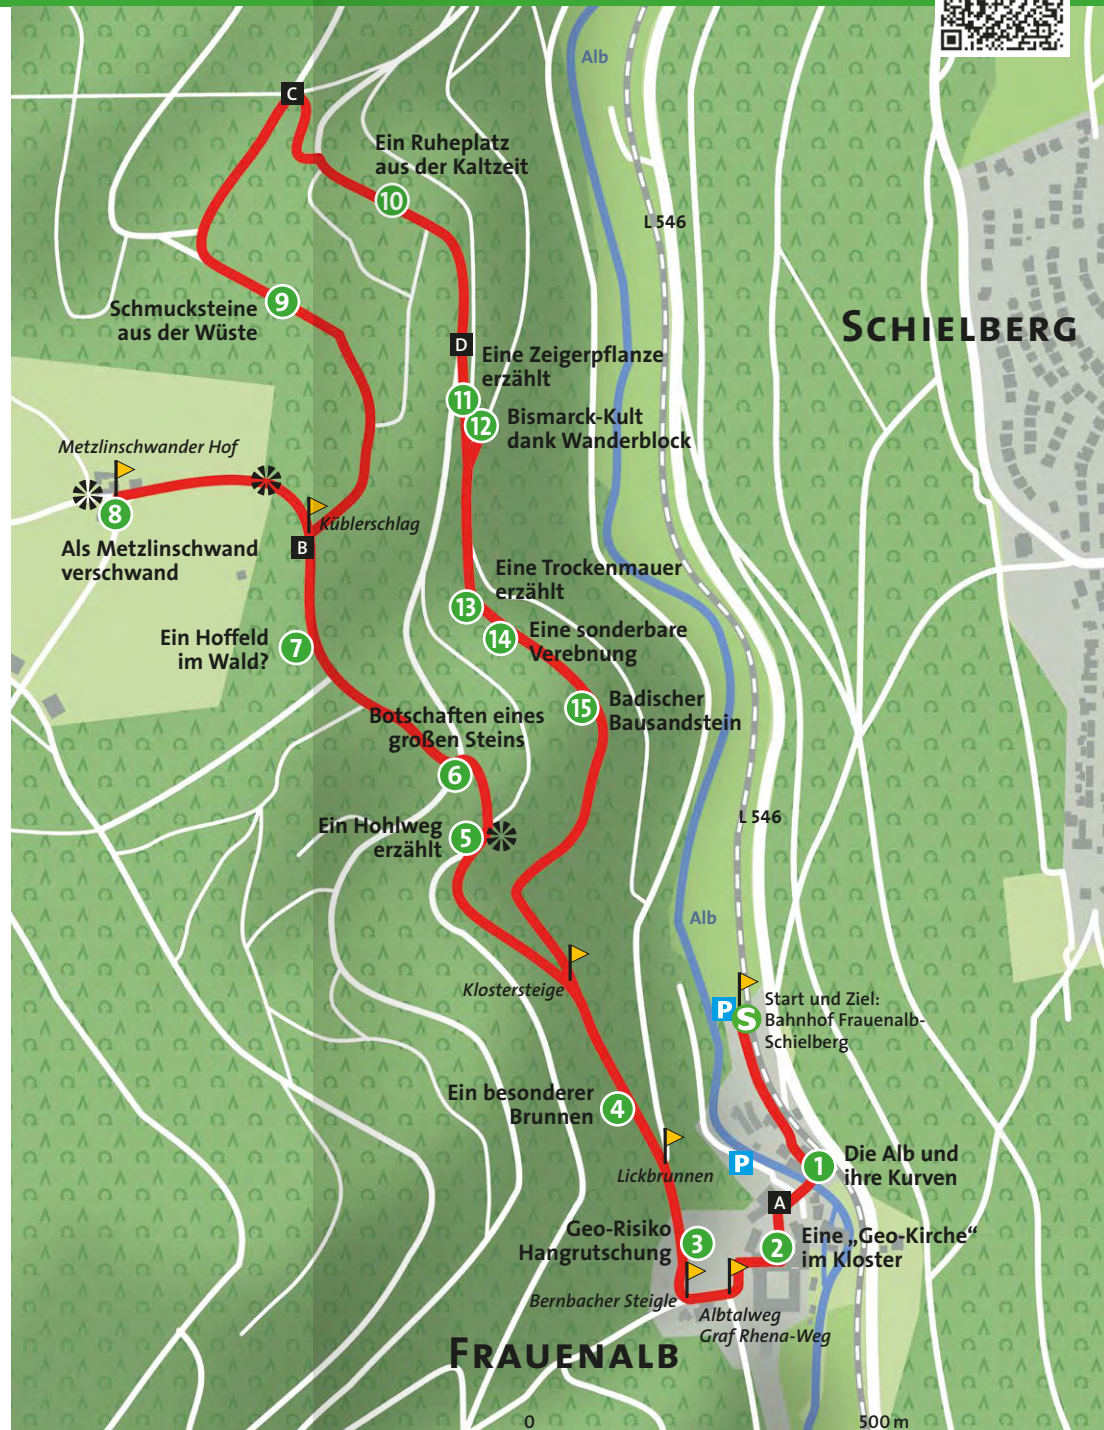 Alb
C
Ein Ruheplatz
aus der Kaltzeit
10
L 546
9
Schmucksteine
aus der Wüste
SCHIELBERG
D
Eine Zeigerpflanze
erzählt
11
12
Bismarck-Kult
dank Wanderblock
Metzlinschwander Hof
8
Küblerschlag
B
Als Metzlinschwand
verschwand
Eine Trockenmauer
erzählt
13
14
Eine sonderbare
Verebnung
Ein Hoffeld
im Wald?
7
15
Badischer
Bausandstein
Botschaften eines
großen Steins
6
L 546
Ein Hohlweg
erzählt
5
Alb
Klostersteige
P
S
Start und Ziel:
Bahnhof Frauenalb-
Schielberg
Ein besonderer
Brunnen
4
Lickbrunnen
P
1
Die Alb und
ihre Kurven
A
Geo-Risiko
Hangrutschung
3
2
Eine „Geo-Kirche“
im Kloster
Bernbacher Steigle
Albtalweg
Graf Rhena-Weg
FRAUENALB
0
500 m